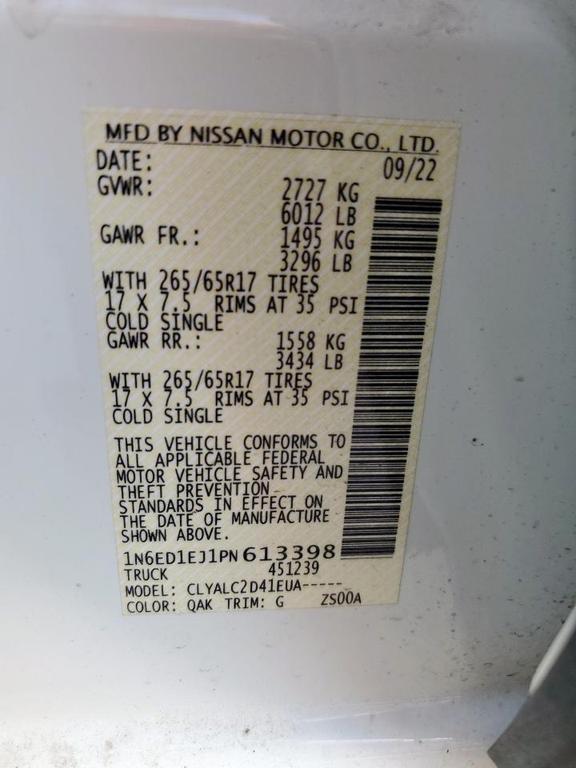 MFD BY NISSAN MOTOR CO., LTD.
DATE: 09/22
GVWR: 2727 KG
6012 LB
GAWR FR.: 1495 KG
3296 LB
WITH 265/65R17 TIRES
17 X 7.5 RIMS AT 35 PSI
COLD SINGLE
GAWR RR.: 1558 KG
3434 LB
WITH 265/65R17 TIRES
17 X 7.5 RIMS AT 35 PSI
COLD SINGLE
THIS VEHICLE CONFORMS TO
ALL APPLICABLE FEDERAL
MOTOR VEHICLE SAFETY AND
THEFT PREVENTION
STANDARDS IN EFFECT ON
THE DATE OF MANUFACTURE
SHOWN ABOVE.
1N6ED1EJ1PN613398
TRUCK 451239
MODEL: CLYALC2D41EUA-----
COLOR: QAK TRIM: G ZS00A